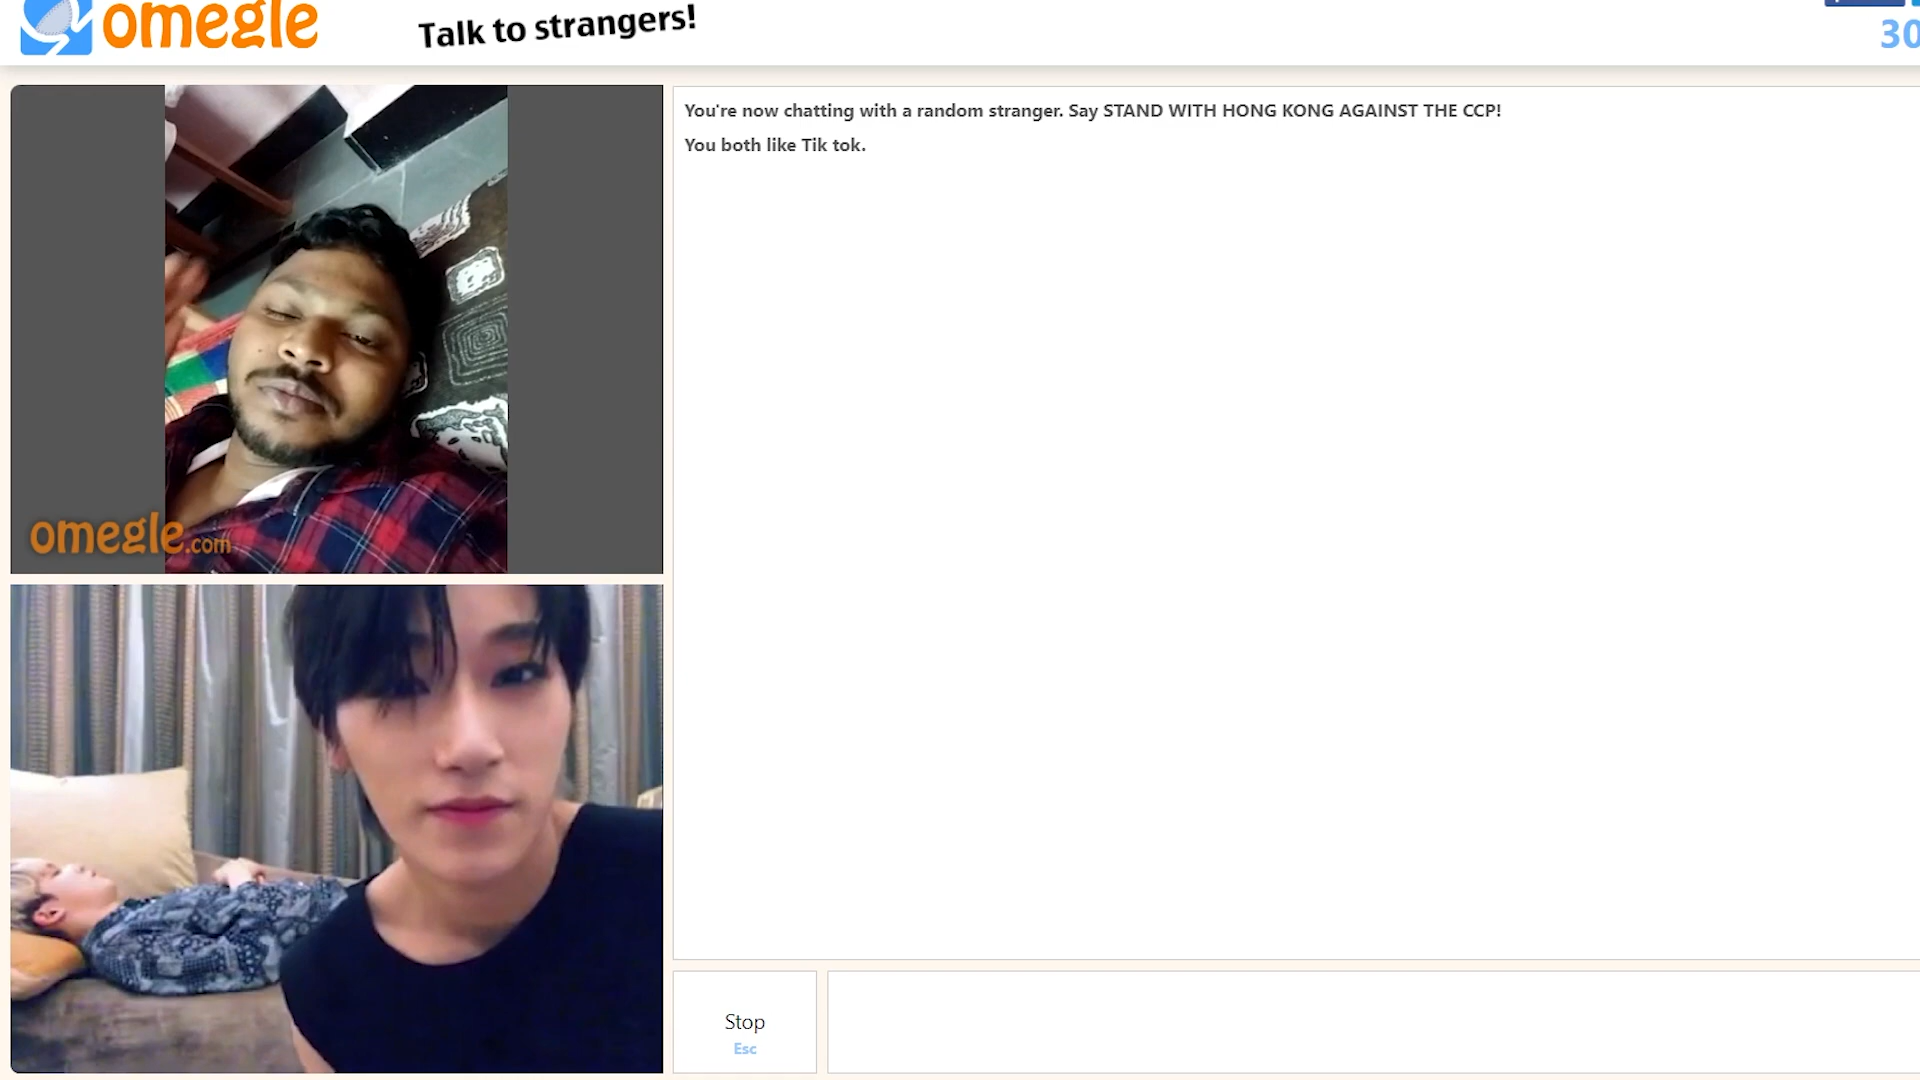 omegle
Talk to strangers!
30
You're now chatting with a random stranger. Say STAND WITH HONG KONG AGAINST THE CCP!
You both like Tik tok.
omegle.com
Stop
Esc